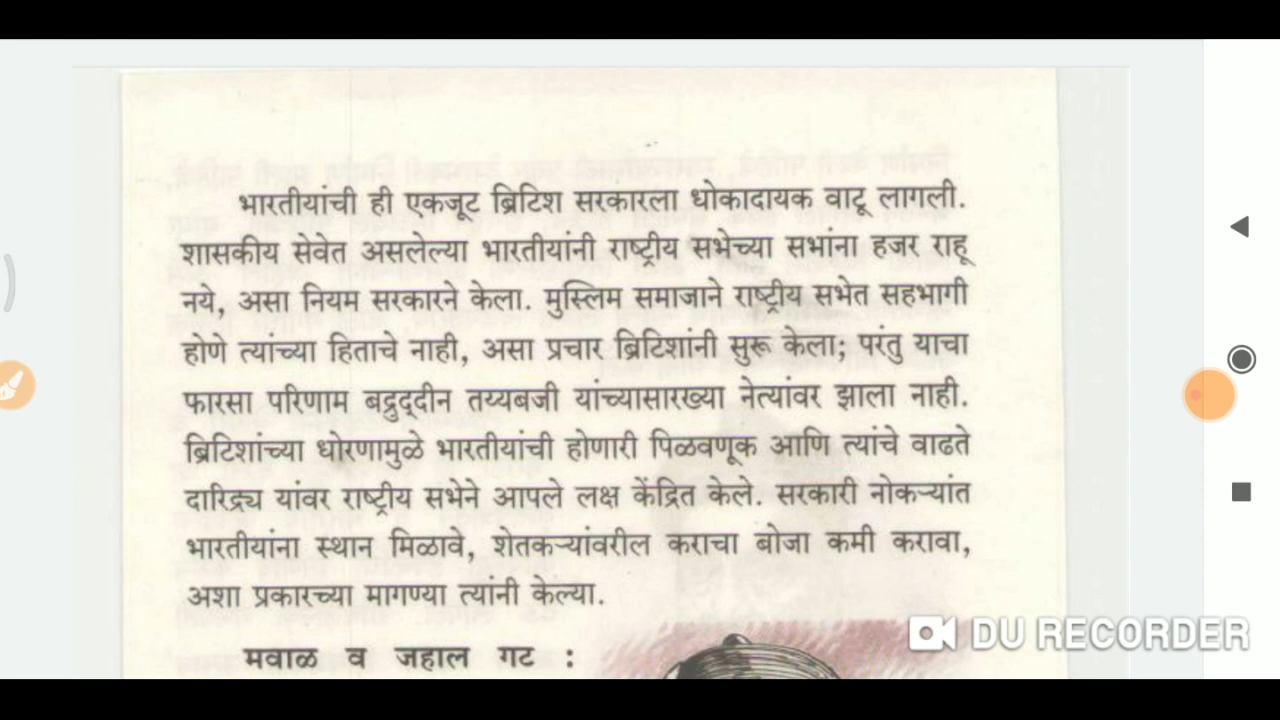 भारतीयांची ही एकजूट ब्रिटिश सरकारला धोकादायक वाटू लागली.
शासकीय सेवेत असलेल्या भारतीयांनी राष्ट्रीय सभेच्या सभांना हजर राहू
नये, असा नियम सरकारने केला. मुस्लिम समाजाने राष्ट्रीय सभेत सहभागी
होणे त्यांच्या हिताचे नाही, असा प्रचार ब्रिटिशांनी सुरू केला; परंतु याचा
फारसा परिणाम बद्रुद्‌दीन तय्यबजी यांच्यासारख्या नेत्यांवर झाला नाही.
ब्रिटिशांच्या धोरणामुळे भारतीयांची होणारी पिळवणूक आणि त्यांचे वाढते
दारिद्र्य यांवर राष्ट्रीय सभेने आपले लक्ष केंद्रित केले. सरकारी नोकऱ्यांत
भारतीयांना स्थान मिळावे, शेतकऱ्यांवरील कराचा बोजा कमी करावा,
अशा प्रकारच्या मागण्या त्यांनी केल्या.
मवाळ व जहाल गट :
DU RECORDER